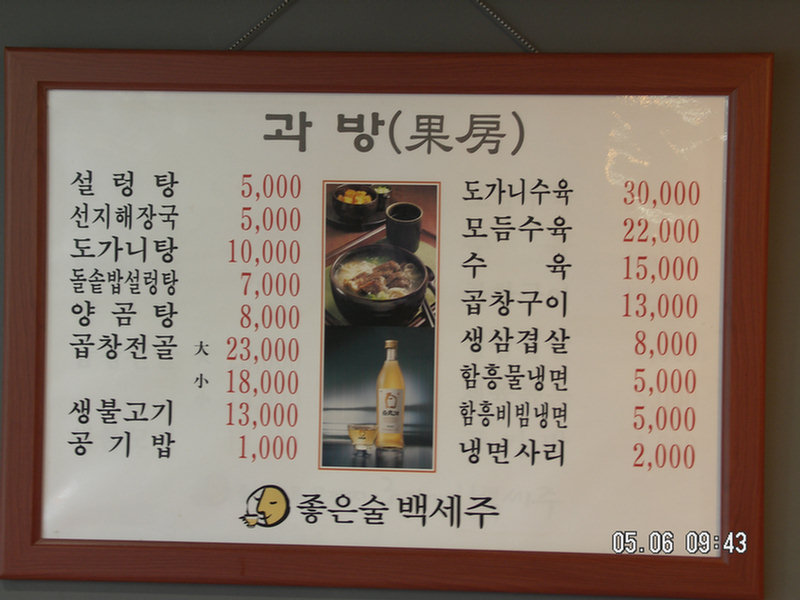 과 방(果房)
설렁탕 5,000
선지해장국 5,000
도가니탕 10,000
돌솥밥설렁탕 7,000
양곰탕 8,000
곱창전골 大 23,000
小 18,000
생불고기 13,000
공기밥 1,000
도가니수육 30,000
모듬수육 22,000
수육 15,000
곱창구이 13,000
생삼겹살 8,000
함흥물냉면 5,000
함흥비빔냉면 5,000
냉면사리 2,000
좋은술 백세주
05.06 09:43